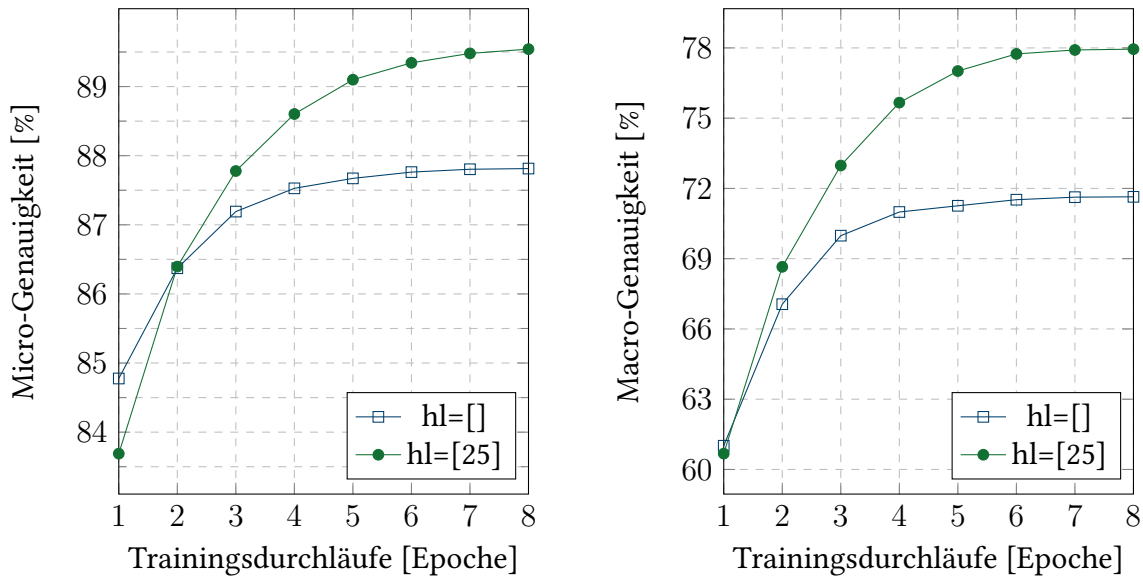 Micro-Genauigkeit [%]
89
88
87
86
85
84
1 2 3 4 5 6 7 8
Trainingsdurchläufe [Epoche]
hl=[]
hl=[25]
Macro-Genauigkeit [%]
78
75
72
69
66
63
60
1 2 3 4 5 6 7 8
Trainingsdurchläufe [Epoche]
hl=[]
hl=[25]